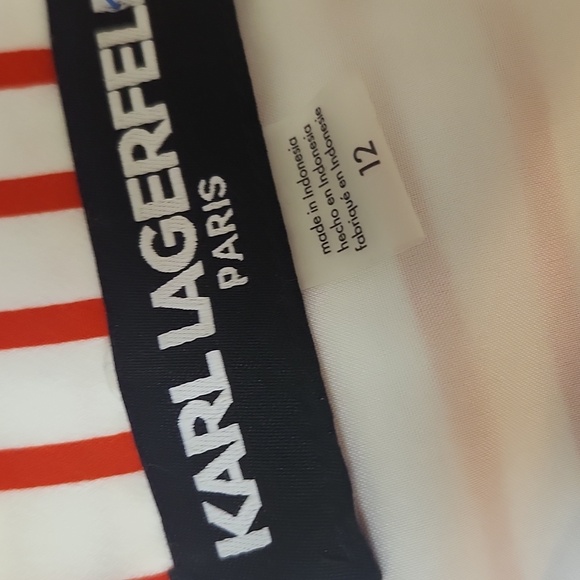 KARL LAGERFELD
PARIS
made in Indonesia
hecho en Indonesia
fabriqué en Indonésie
12